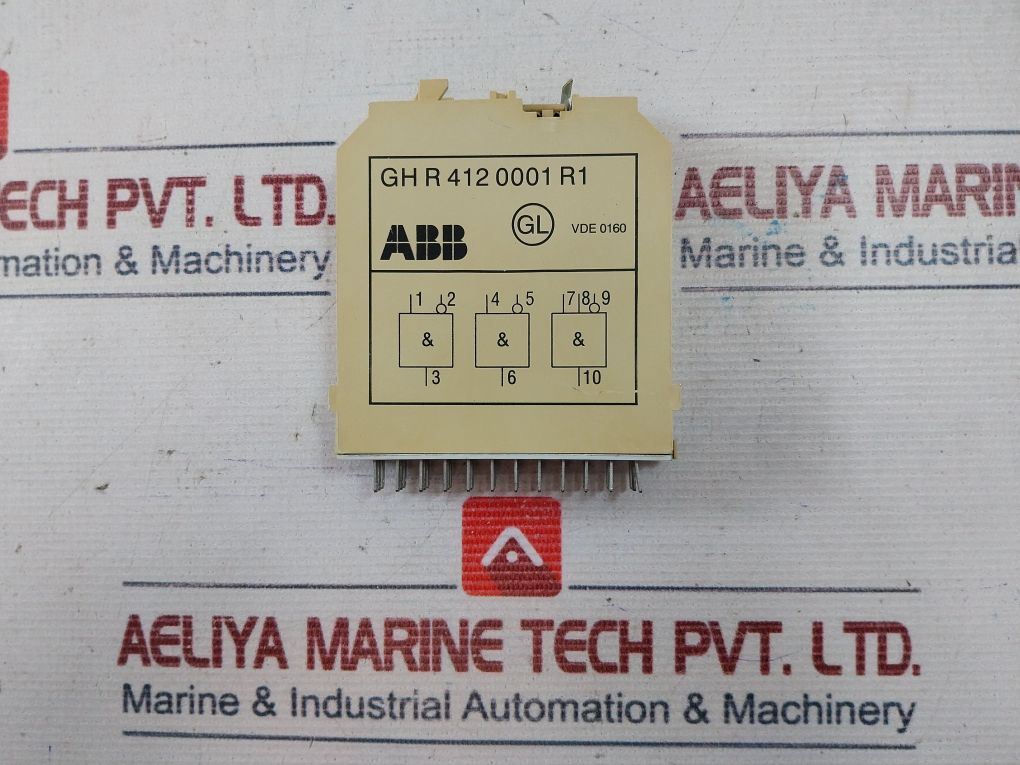 GH R 412 0001 R1
ABB
GL
VDE 0160
1 2 4 5 7 8 9
& & &
3 6 10
ECH PVT. LTD.
mation & Machinery
AELIYA MARIN
Marine & Industria
AELIYA MARINE TECH PVT. LTD.
Marine & Industrial Automation & Machinery